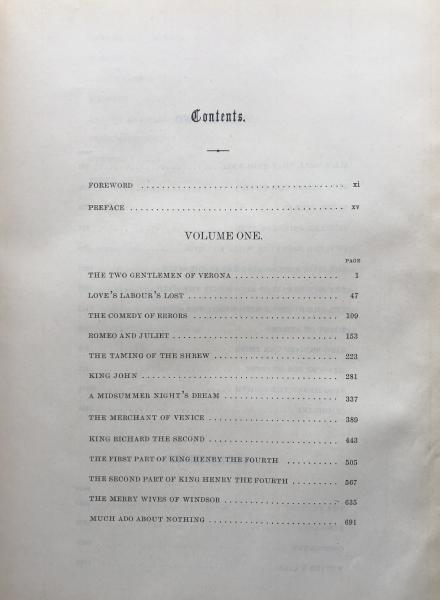 Contents.
FOREWORD ........................................ xi
PREFACE ........................................ xv
VOLUME ONE.
PAGE
THE TWO GENTLEMEN OF VERONA .................... 1
LOVE'S LABOUR'S LOST .................... 47
THE COMEDY OF ERRORS .................... 109
ROMEO AND JULIET .................... 153
THE TAMING OF THE SHREW .................... 223
KING JOHN .................... 281
A MIDSUMMER NIGHT'S DREAM .................... 337
THE MERCHANT OF VENICE .................... 389
KING RICHARD THE SECOND .................... 443
THE FIRST PART OF KING HENRY THE FOURTH .......... 505
THE SECOND PART OF KING HENRY THE FOURTH ......... 567
THE MERRY WIVES OF WINDSOR .................... 635
MUCH ADO ABOUT NOTHING .................... 691